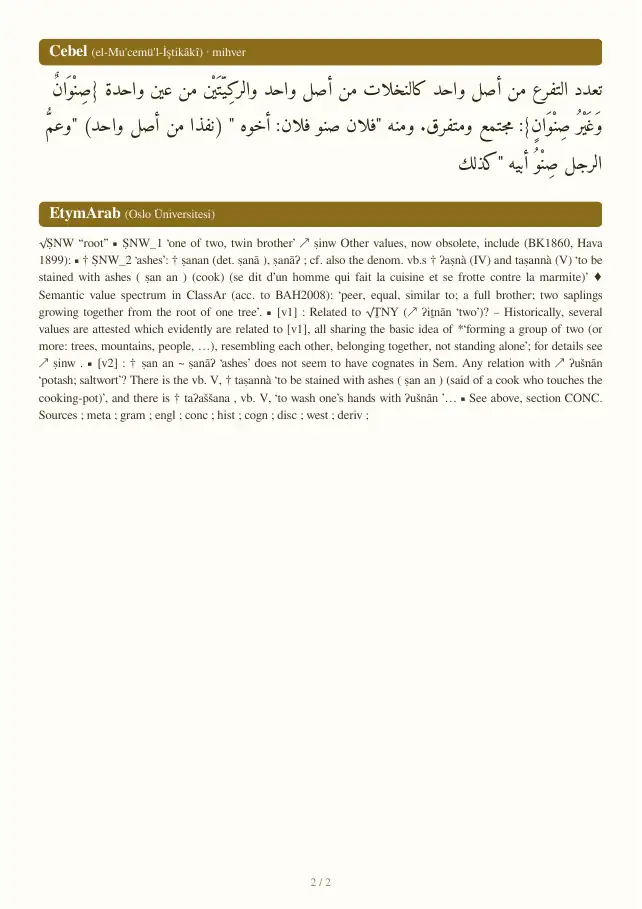 Cebel (el-Mu'cemü'l-İştikâkî) · mihver
تعدد التفرع من أصل واحد كالنخلات من أصل واحد والركِيّتَيْن من عين واحدة {صِنْوَانٌ
وَغَيْرُ صِنْوَانٍ}: مجتمع ومتفرق. ومنه "فلان صنو فلان: أخوه " (نفذا من أصل واحد) "وعمُّ
الرجل صِنْوُ أبيه "كذلك
EtymArab (Oslo Üniversitesi)
√ṢNW “root” ▪ ṢNW_1 ‘one of two, twin brother’ ↗ ṣinw Other values, now obsolete, include (BK1860, Hava
1899): ▪ † ṢNW_2 ‘ashes’: † ṣanan (det. ṣanā ), ṣanāʔ ; cf. also the denom. vb.s † ʔaṣnà (IV) and taṣannà (V) ‘to be
stained with ashes ( ṣan an ) (cook) (se dit d’un homme qui fait la cuisine et se frotte contre la marmite)’ ♦
Semantic value spectrum in ClassAr (acc. to BAH2008): ‘peer, equal, similar to; a full brother; two saplings
growing together from the root of one tree’. ▪ [v1] : Related to √ṮNY (↗ ʔiṯnān ‘two’)? – Historically, several
values are attested which evidently are related to [v1], all sharing the basic idea of *‘forming a group of two (or
more: trees, mountains, people, …), resembling each other, belonging together, not standing alone’; for details see
↗ ṣinw . ▪ [v2] : † ṣan an ~ ṣanāʔ ‘ashes’ does not seem to have cognates in Sem. Any relation with ↗ ʔušnān
‘potash; saltwort’? There is the vb. V, † taṣannà ‘to be stained with ashes ( ṣan an ) (said of a cook who touches the
cooking-pot)’, and there is † taʔaššana , vb. V, ‘to wash one’s hands with ʔušnān ’… ▪ See above, section CONC.
Sources ; meta ; gram ; engl ; conc ; hist ; cogn ; disc ; west ; deriv ;
2 / 2